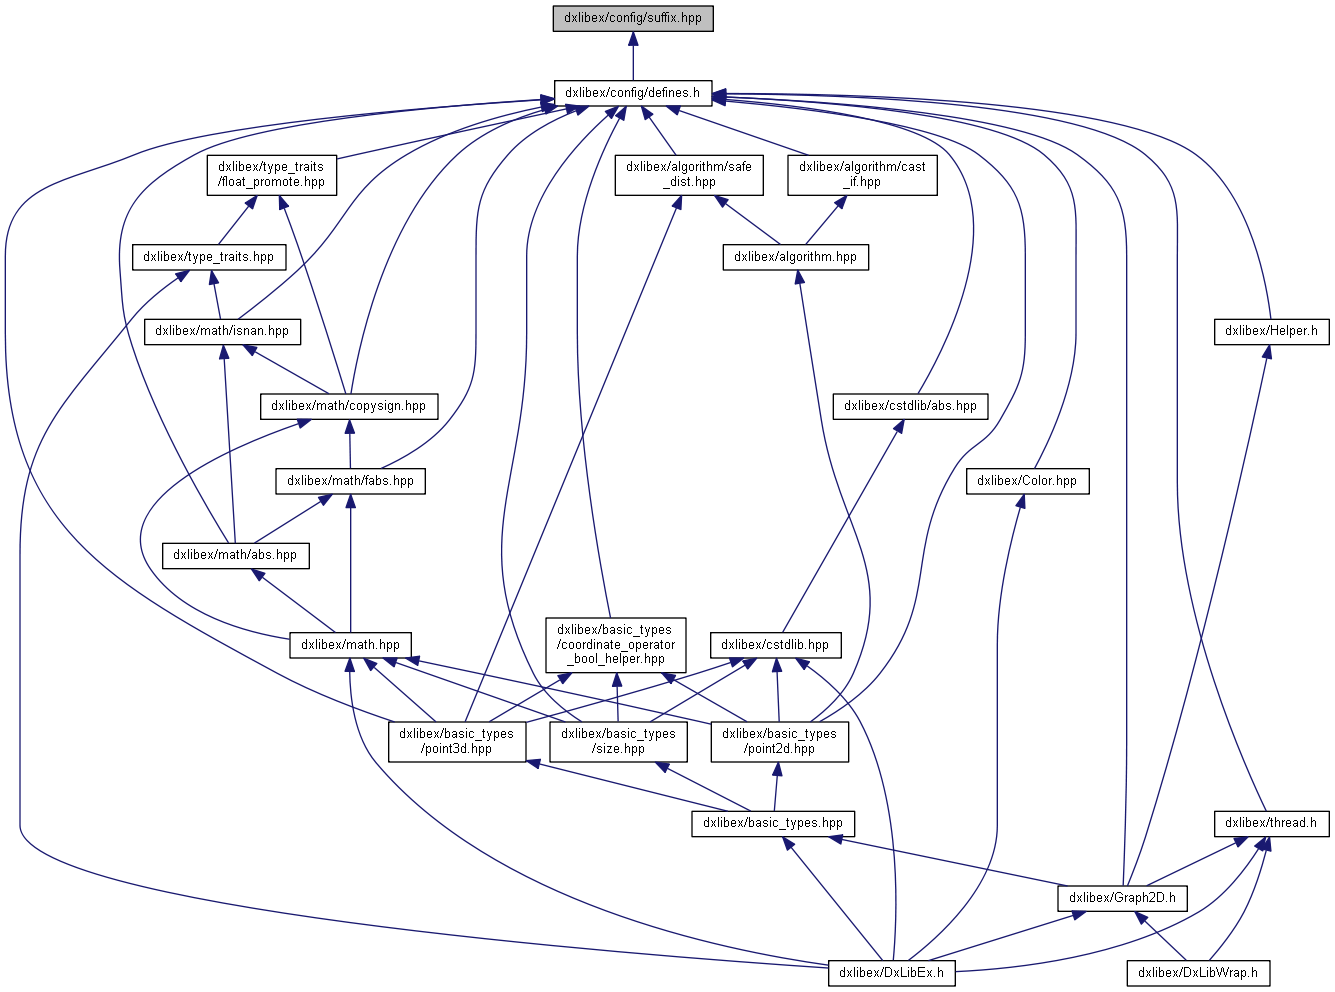 dxlibex/config/suffix.hpp
dxlibex/config/defines.h
dxlibex/type_traits
/float_promote.hpp
dxlibex/algorithm/safe
_dist.hpp
dxlibex/algorithm/cast
_if.hpp
dxlibex/type_traits.hpp
dxlibex/algorithm.hpp
dxlibex/math/isnan.hpp
dxlibex/Helper.h
dxlibex/math/copysign.hpp
dxlibex/cstdlib/abs.hpp
dxlibex/math/fabs.hpp
dxlibex/Color.hpp
dxlibex/math/abs.hpp
dxlibex/math.hpp
dxlibex/basic_types
/coordinate_operator
_bool_helper.hpp
dxlibex/cstdlib.hpp
dxlibex/basic_types
/point3d.hpp
dxlibex/basic_types
/size.hpp
dxlibex/basic_types
/point2d.hpp
dxlibex/basic_types.hpp
dxlibex/thread.h
dxlibex/Graph2D.h
dxlibex/DxLibEx.h
dxlibex/DxLibWrap.h